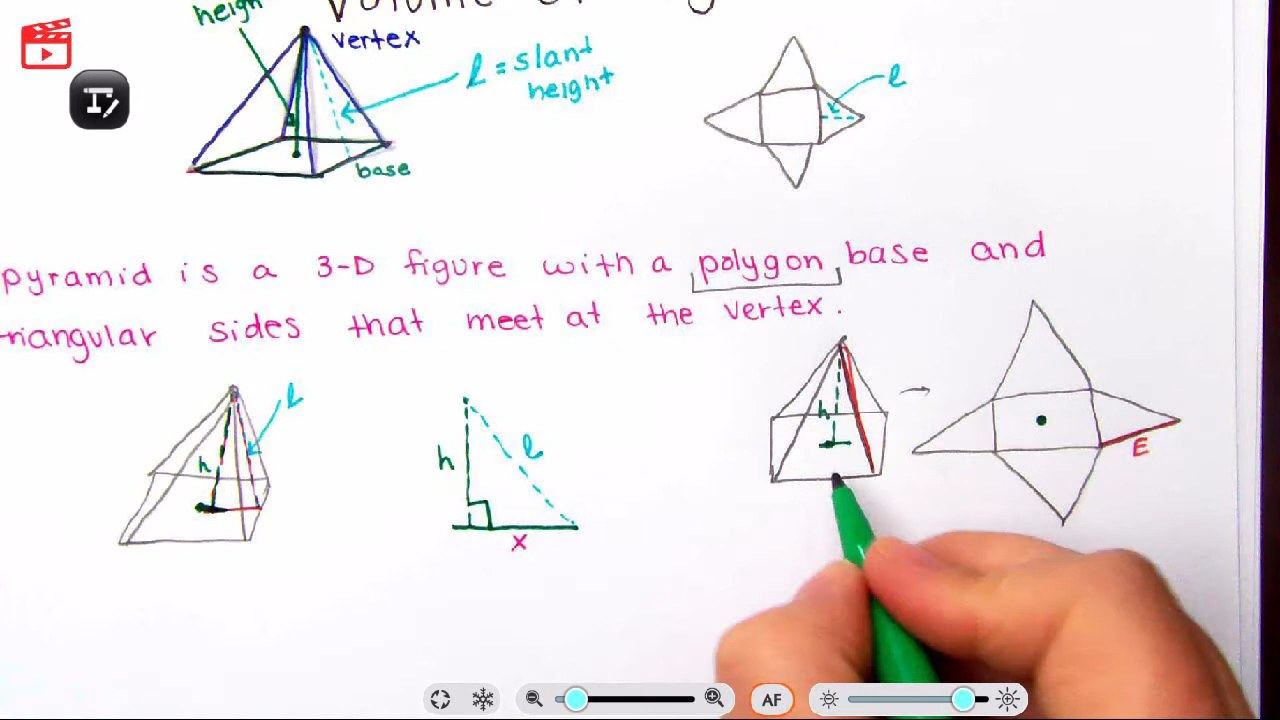 Volume
height
vertex
l = slant
height
base
l
pyramid is a 3-D figure with a polygon base and
triangular sides that meet at the vertex.
l
h
h
l
x
h
E
AF